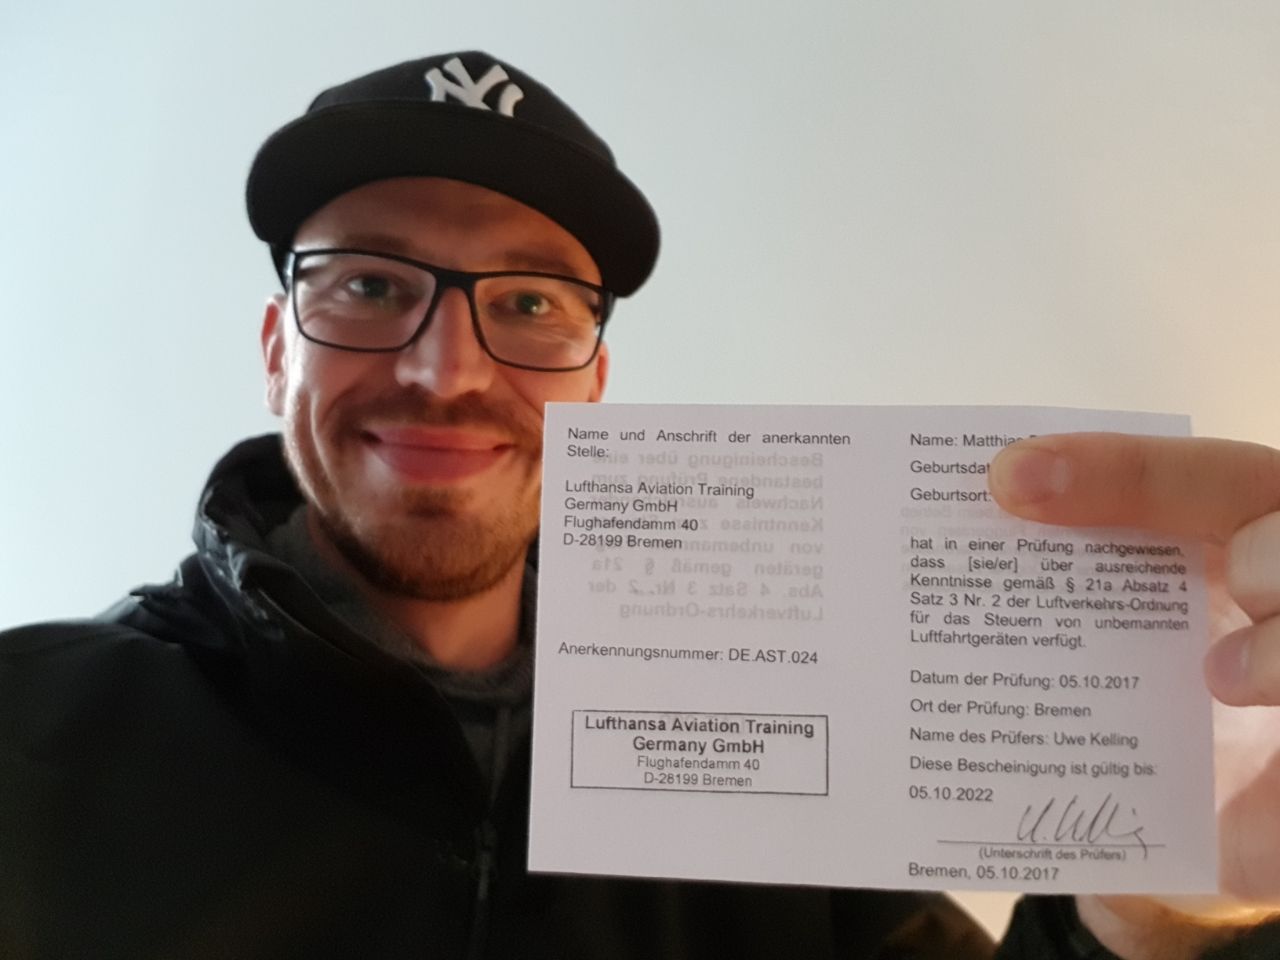 NY
Name und Anschrift der anerkannten
Stelle:
Lufthansa Aviation Training
Germany GmbH
Flughafendamm 40
D-28199 Bremen
Anerkennungsnummer: DE.AST.024
Lufthansa Aviation Training
Germany GmbH
Flughafendamm 40
D-28199 Bremen
Name: Matthias
Geburtsdat
Geburtsort:
hat in einer Prüfung nachgewiesen,
dass [sie/er] über ausreichende
Kenntnisse gemäß § 21a Absatz 4
Satz 3 Nr. 2 der Luftverkehrs-Ordnung
für das Steuern von unbemannten
Luftfahrtgeräten verfügt.
Datum der Prüfung: 05.10.2017
Ort der Prüfung: Bremen
Name des Prüfers: Uwe Kelling
Diese Bescheinigung ist gültig bis:
05.10.2022
(Unterschrift des Prüfers)
Bremen, 05.10.2017